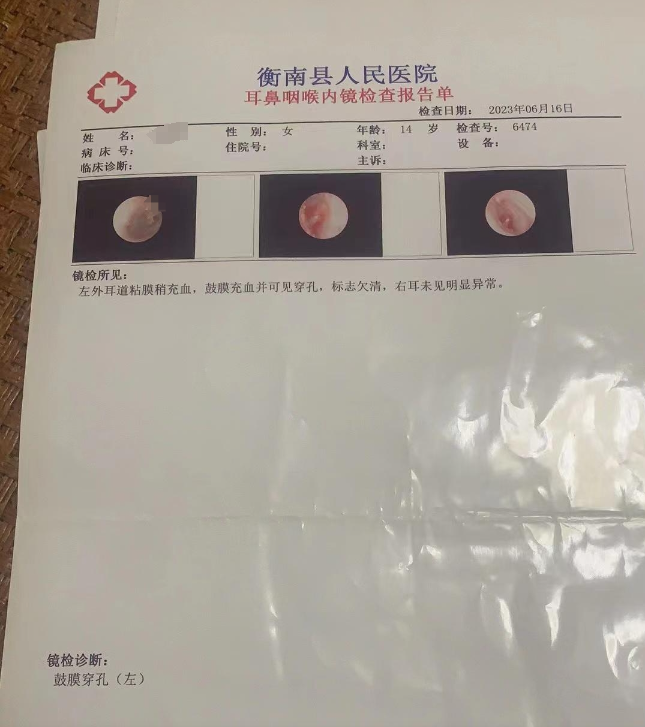 衡南县人民医院
耳鼻咽喉内镜检查报告单
检查日期： 2023年06月16日
姓 名： 性 别：女 年龄：14 岁 检查号：6474
病 床 号： 住院号： 科室： 设 备：
临床诊断： 主诉：
镜检所见：
左外耳道粘膜稍充血，鼓膜充血并可见穿孔，标志欠清，右耳未见明显异常。
镜检诊断：
鼓膜穿孔（左）